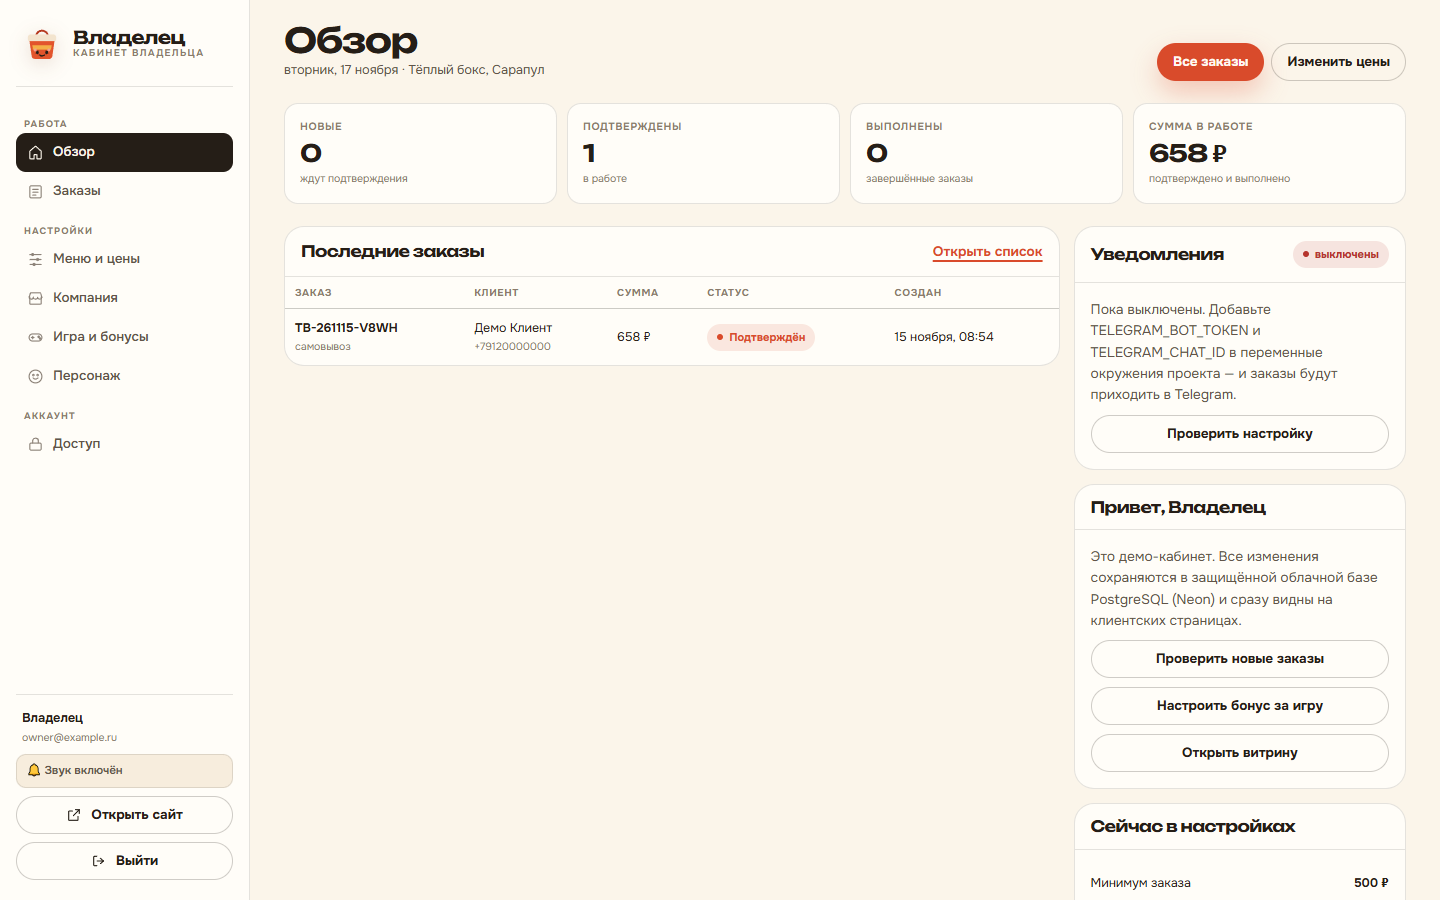 Владелец
КАБИНЕТ ВЛАДЕЛЬЦА
РАБОТА
Обзор
Заказы
НАСТРОЙКИ
Меню и цены
Компания
Игра и бонусы
Персонаж
АККАУНТ
Доступ
Владелец
owner@example.ru
Звук включён
Открыть сайт
Выйти
Обзор
вторник, 17 ноября · Тёплый бокс, Сарапул
Все заказы
Изменить цены
НОВЫЕ
0
ждут подтверждения
ПОДТВЕРЖДЕНЫ
1
в работе
ВЫПОЛНЕНЫ
0
завершённые заказы
СУММА В РАБОТЕ
658 ₽
подтверждено и выполнено
Последние заказы
Открыть список
ЗАКАЗ КЛИЕНТ СУММА СТАТУС СОЗДАН
TB-261115-V8WH Демо Клиент 658 ₽ Подтверждён 15 ноября, 08:54
самовывоз +79120000000
Уведомления
выключены
Пока выключены. Добавьте
TELEGRAM_BOT_TOKEN и
TELEGRAM_CHAT_ID в переменные
окружения проекта — и заказы будут
приходить в Telegram.
Проверить настройку
Привет, Владелец
Это демо-кабинет. Все изменения
сохраняются в защищённой облачной базе
PostgreSQL (Neon) и сразу видны на
клиентских страницах.
Проверить новые заказы
Настроить бонус за игру
Открыть витрину
Сейчас в настройках
Минимум заказа 500 ₽